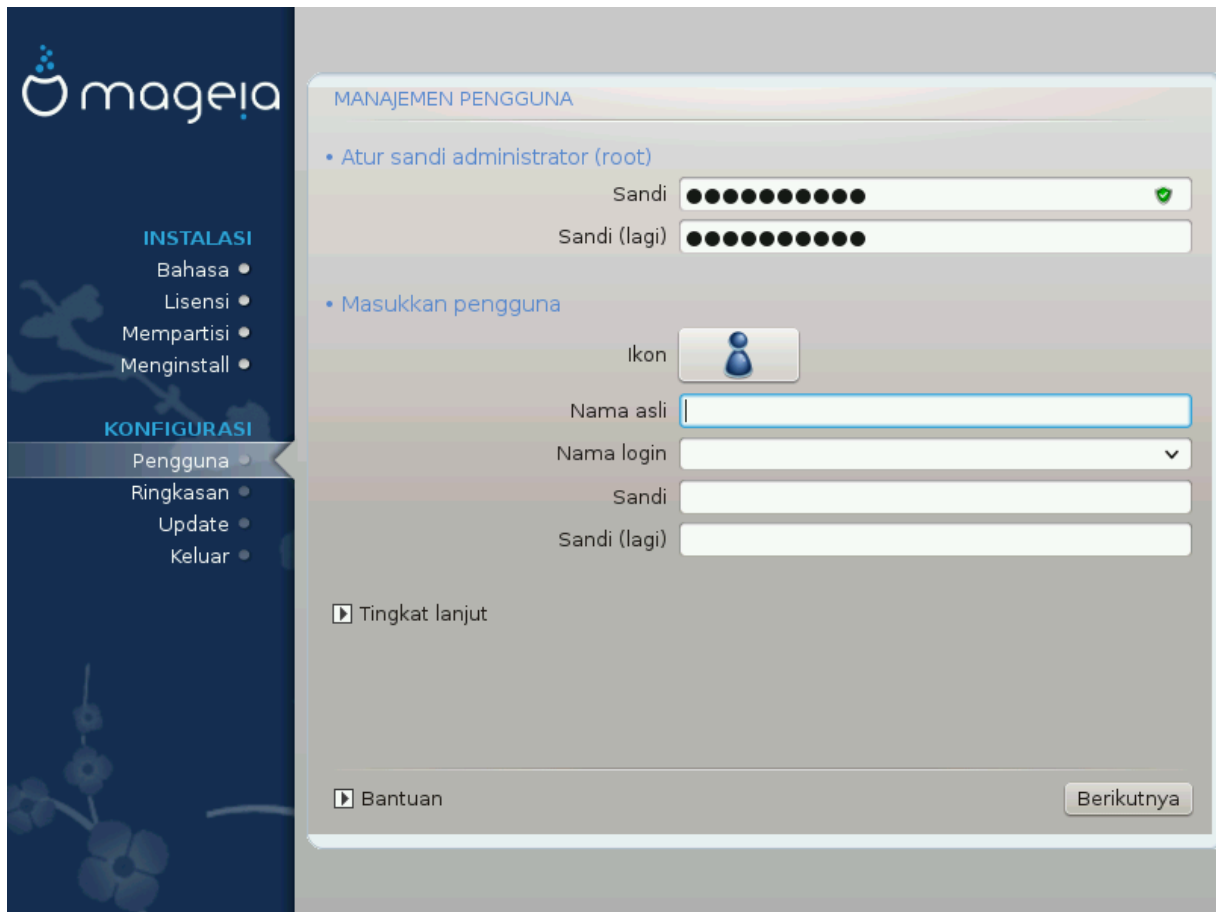 mageia
INSTALASI
Bahasa
Lisensi
Mempartisi
Menginstall
KONFIGURASI
Pengguna
Ringkasan
Update
Keluar
MANAJEMEN PENGGUNA
• Atur sandi administrator (root)
Sandi ●●●●●●●●●●
Sandi (lagi) ●●●●●●●●●●
• Masukkan pengguna
Ikon
Nama asli
Nama login
Sandi
Sandi (lagi)
Tingkat lanjut
Bantuan
Berikutnya